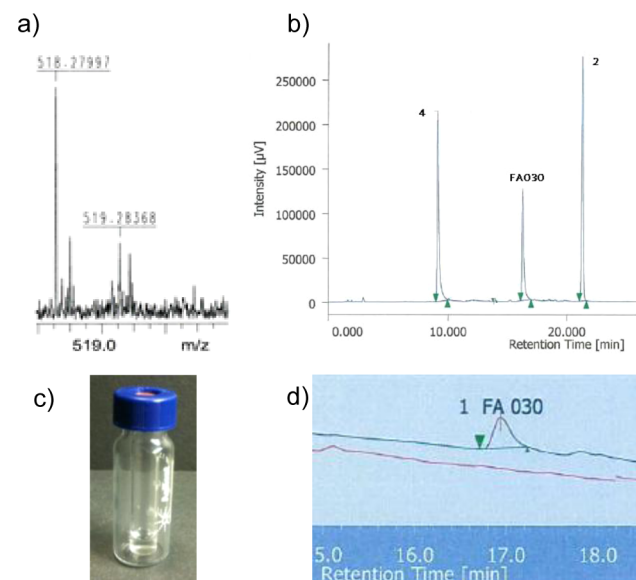 a)
518.27997
519.28368
519.0
m/z
b)
Intensity [µV]
250000
200000
150000
100000
50000
0
4
FA030
2
0.000
10.000
20.000
Retention Time [min]
c)
d)
1 FA 030
5.0
16.0
17.0
18.0
Retention Time [min]